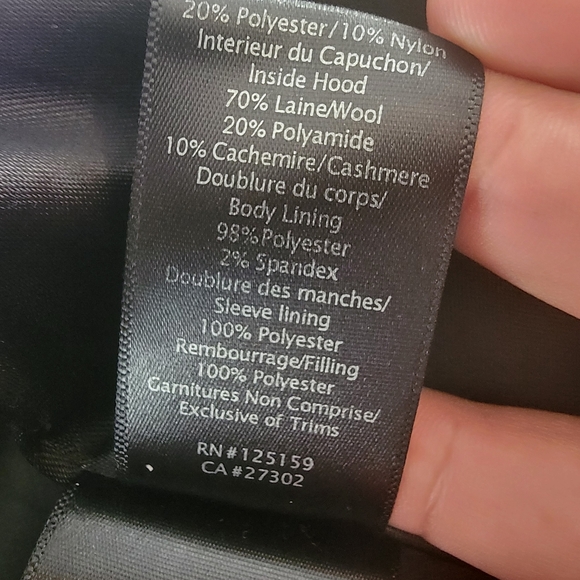 20% Polyester/10% Nylon
Interieur du Capuchon/
Inside Hood
70% Laine/Wool
20% Polyamide
10% Cachemire/Cashmere
Doublure du corps/
Body Lining
98%Polyester
2% Spandex
Doublure des manches/
Sleeve lining
100% Polyester
Rembourrage/Filling
100% Polyester
Garnitures Non Comprise/
Exclusive of Trims
RN#125159
CA #27302